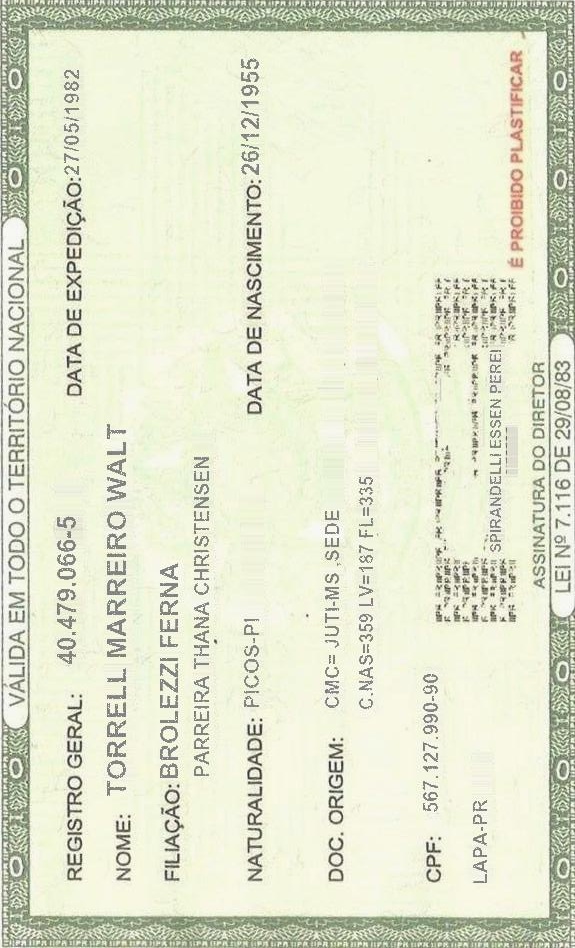 VÁLIDA EM TODO O TERRITÓRIO NACIONAL
REGISTRO GERAL: 40.479.066-5 DATA DE EXPEDIÇÃO:27/05/1982
NOME: TORRELL MARREIRO WALT
FILIAÇÃO: BROLEZZI FERNA
PARREIRA THANA CHRISTENSEN
NATURALIDADE: PICOS-PI DATA DE NASCIMENTO: 26/12/1955
DOC. ORIGEM: CMC= JUTI-MS ,SEDE
C.NAS=359 LV=187 FL=335
CPF: 567.127.990-90
LAPA-PR
SPIRANDELLI ESSEN PEREI
É PROIBIDO PLASTIFICAR
ASSINATURA DO DIRETOR
LEI Nº 7.116 DE 29/08/83